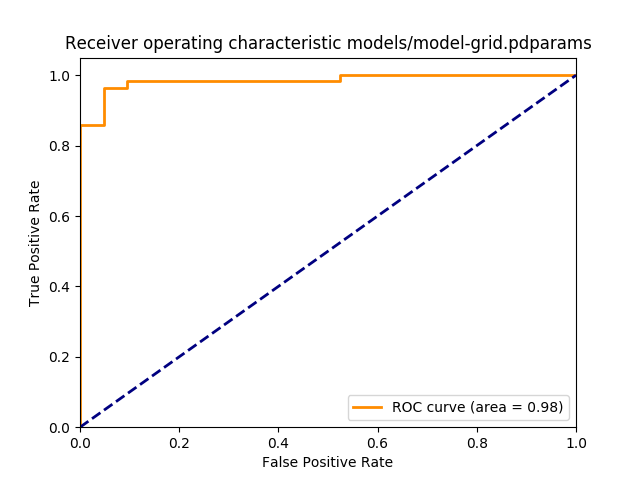 Receiver operating characteristic models/model-grid.pdparams
1.0
0.8
0.6
0.4
0.2
0.0
True Positive Rate
ROC curve (area = 0.98)
0.0 0.2 0.4 0.6 0.8 1.0
False Positive Rate